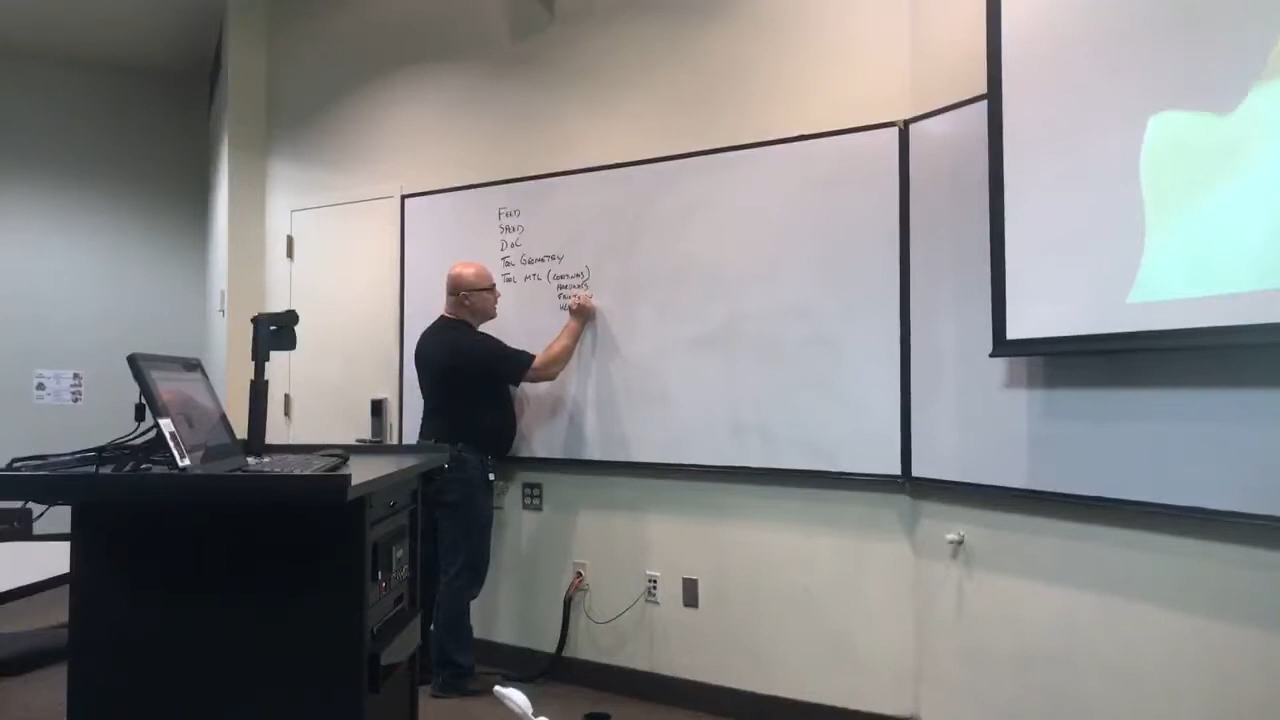 FEED
SPEED
DOC
TOOL GEOMETRY
TOOL MTL (COATINGS)
HARDNESS